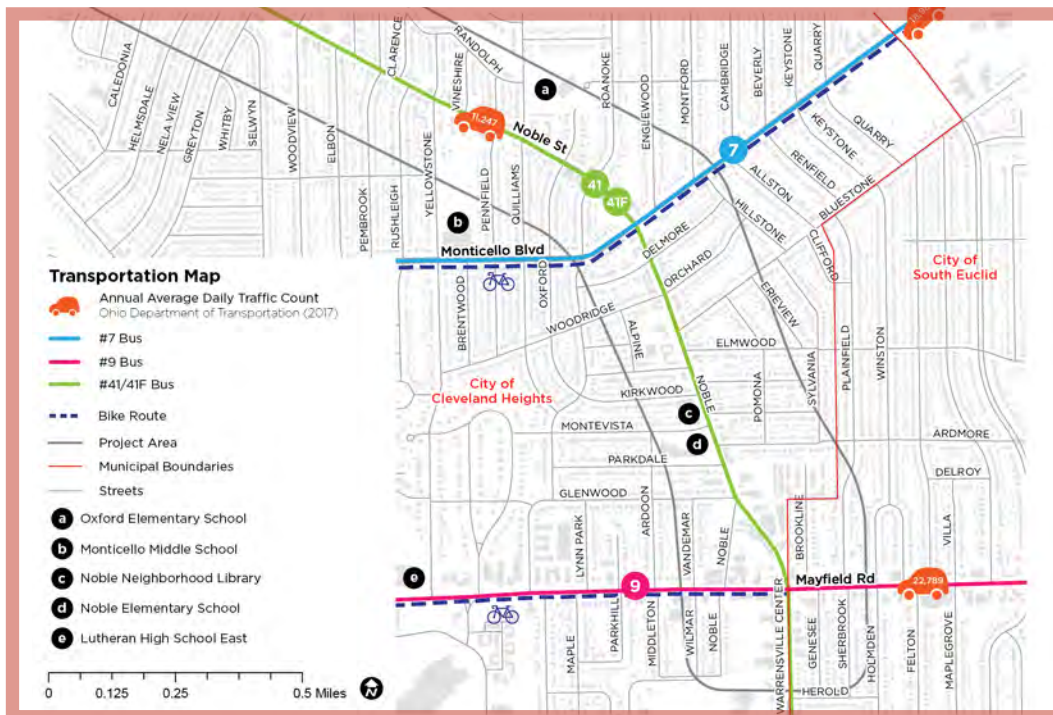 CALEDONIA
HELMSDALE
NELA VIEW
GREYTON
WHITBY
SELWYN
WOODVIEW
ELBON
CLARENCE
RANDOLPH
VINESHIRE
a
11,247
Noble St
ROANOKE
ENGLEWOOD
MONTFORD
CAMBRIDGE
BEVERLY
KEYSTONE
QUARRY
7
KEYSTONE
QUARRY
RENFIELD
ALLSTON
HILLSTONE
BLUESTONE
CLIFFORD
41
41F
PEMBROOK
RUSHLEIGH
YELLOWSTONE
PENNFIELD
QUILLIAMS
b
Monticello Blvd
OXFORD
DELMORE
ORCHARD
ERIEVIEW
City of
South Euclid
BRENTWOOD
WOODRIDGE
ALPINE
ELMWOOD
PLAINFIELD
WINSTON
SYLVANIA
City of
Cleveland Heights
KIRKWOOD
NOBLE
POMONA
c
MONTEVISTA
d
ARDMORE
PARKDALE
DELROY
GLENWOOD
LYNN PARK
ARDOON
VANDEMAR
NOBLE
BROOKLINE
VILLA
e
9
Mayfield Rd
22,789
MAPLE
PARKHILL
MIDDLETON
WILMAR
NOBLE
WARRENSVILLE CENTER
GENESEE
SHERBROOK
HOLMDEN
FELTON
MAPLEGROVE
HEROLD
Transportation Map
Annual Average Daily Traffic Count
Ohio Department of Transportation (2017)
#7 Bus
#9 Bus
#41/41F Bus
Bike Route
Project Area
Municipal Boundaries
Streets
a Oxford Elementary School
b Monticello Middle School
c Noble Neighborhood Library
d Noble Elementary School
e Lutheran High School East
0 0.125 0.25 0.5 Miles
N